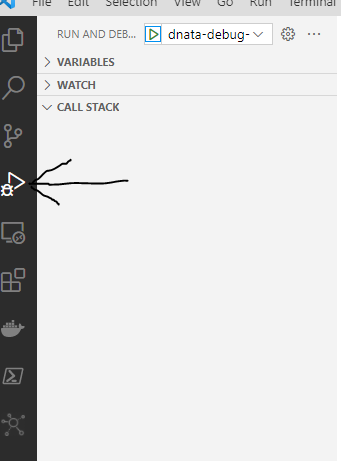 File Edit Selection View Go Run Terminal
RUN AND DEB... dnata-debug-
VARIABLES
WATCH
CALL STACK